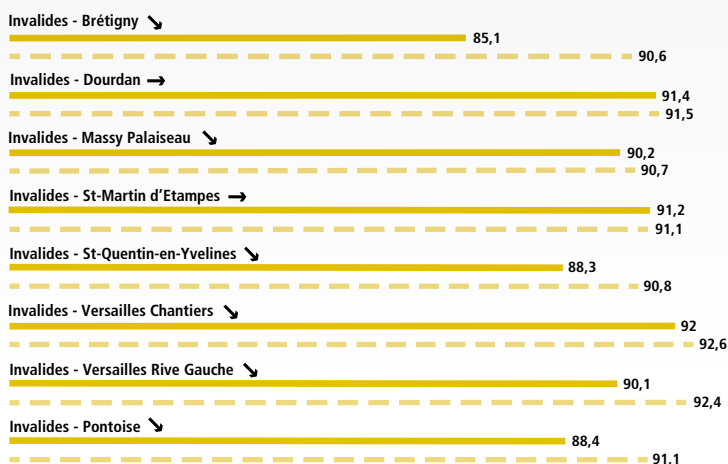 Invalides - Brétigny ↘
85,1
90,6
Invalides - Dourdan →
91,4
91,5
Invalides - Massy Palaiseau ↘
90,2
90,7
Invalides - St-Martin d'Etampes →
91,2
91,1
Invalides - St-Quentin-en-Yvelines ↘
88,3
90,8
Invalides - Versailles Chantiers ↘
92
92,6
Invalides - Versailles Rive Gauche ↘
90,1
92,4
Invalides - Pontoise ↘
88,4
91,1